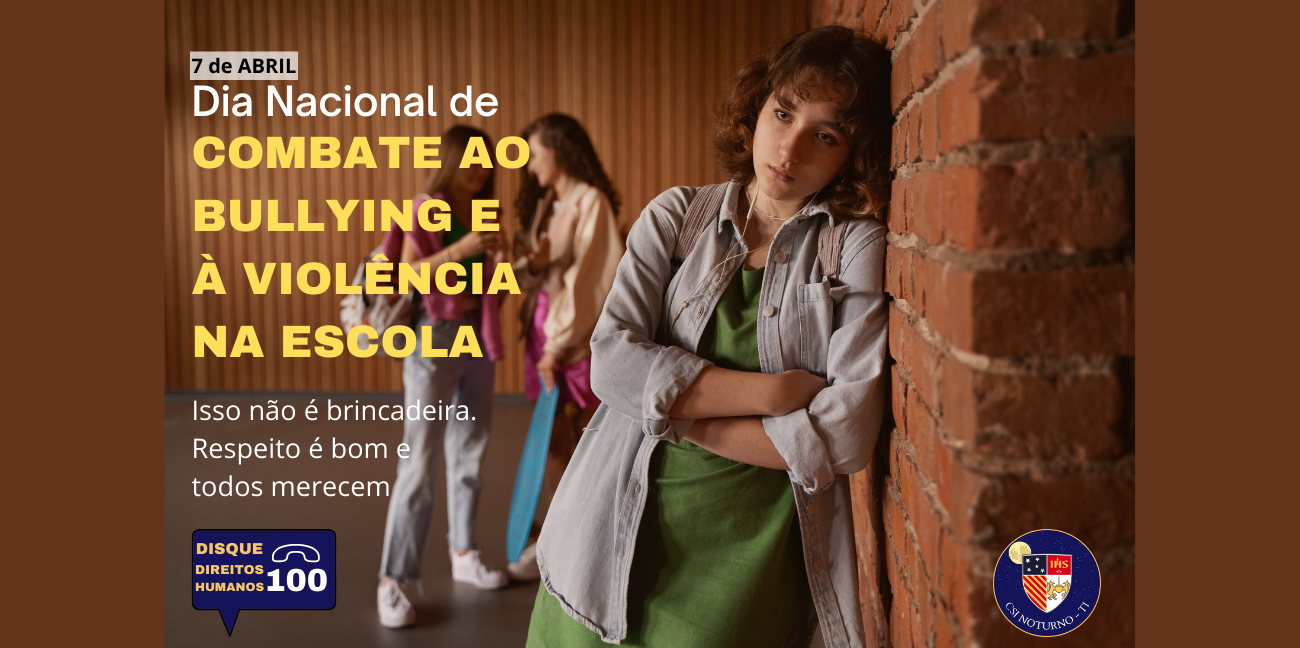 7 de ABRIL
Dia Nacional de
COMBATE AO
BULLYING E
À VIOLÊNCIA
NA ESCOLA
Isso não é brincadeira.
Respeito é bom e
todos merecem
DISQUE
DIREITOS
HUMANOS
100
IHS
CSI NOTURNO - TI